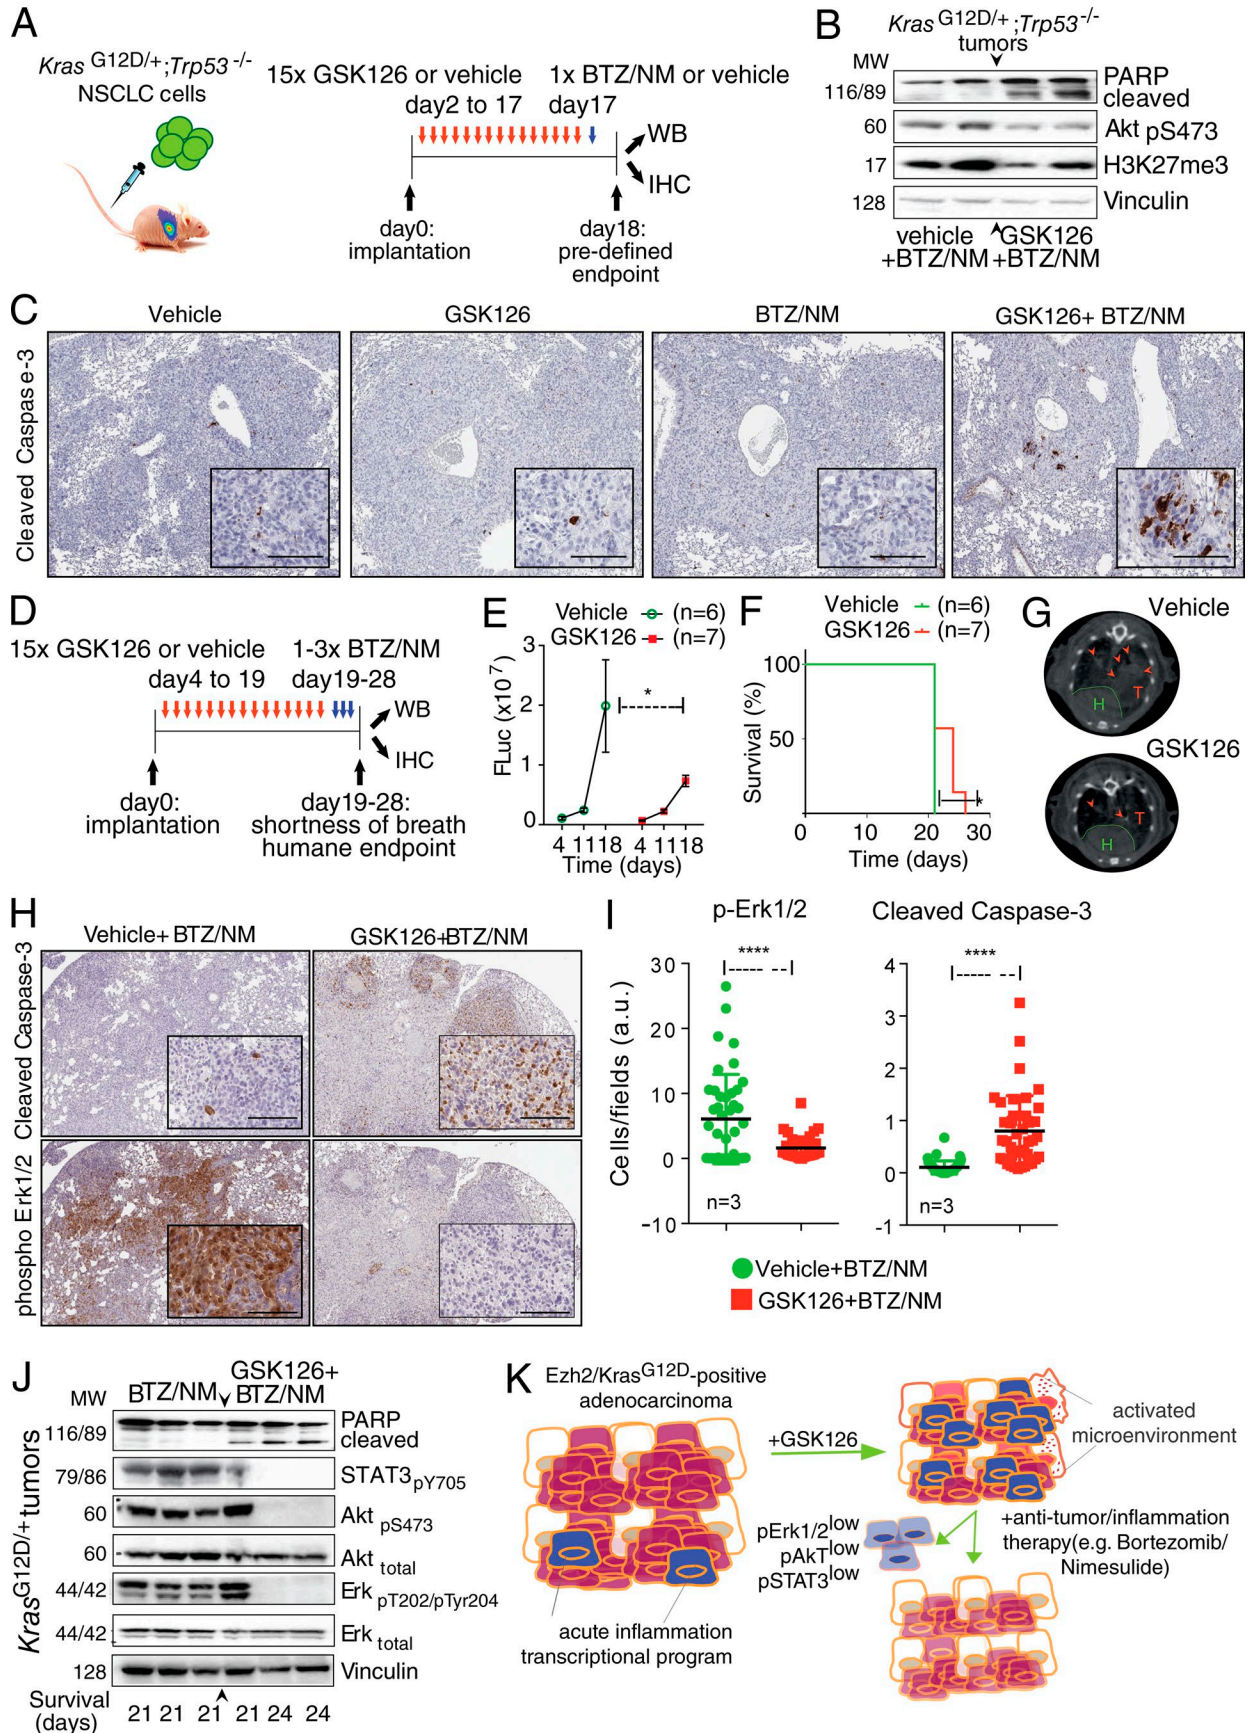 A
Kras G12D/+;Trp53 -/-
NSCLC cells
15x GSK126 or vehicle
day2 to 17
1x BTZ/NM or vehicle
day17
WB
IHC
day0:
implantation
day18:
pre-defined
endpoint
B
Kras G12D/+;Trp53 -/-
tumors
MW
116/89
PARP
cleaved
60
Akt pS473
17
H3K27me3
128
Vinculin
vehicle
+BTZ/NM
GSK126
+BTZ/NM
C
Vehicle
GSK126
BTZ/NM
GSK126+ BTZ/NM
Cleaved Caspase-3
D
15x GSK126 or vehicle
day4 to 19
1-3x BTZ/NM
day19-28
WB
IHC
day0:
implantation
day19-28:
shortness of breath
humane endpoint
E
Vehicle (n=6)
GSK126 (n=7)
FLuc (x10 7)
3
2
1
0
*
4 11 18 4 11 18
Time (days)
F
Vehicle (n=6)
GSK126 (n=7)
Survival (%)
100
50
*
0 10 20 30
Time (days)
G
Vehicle
T
H
GSK126
T
H
H
Vehicle+BTZ/NM
GSK126+BTZ/NM
Cleaved Caspase-3
phospho Erk1/2
I
p-Erk1/2
Cleaved Caspase-3
****
****
Cells/fields (a.u.)
30
20
10
0
-10
n=3
4
3
2
1
0
-1
n=3
Vehicle+BTZ/NM
GSK126+BTZ/NM
J
Kras G12D/+ tumors
MW
BTZ/NM
GSK126+
BTZ/NM
116/89
PARP
cleaved
79/86
STAT3 pY705
60
Akt pS473
60
Akt total
44/42
Erk pT202/pTyr204
44/42
Erk total
128
Vinculin
Survival
(days)
21 21 21 21 24 24
K
Ezh2/Kras G12D-positive
adenocarcinoma
+GSK126
activated
microenvironment
acute inflammation
transcriptional program
pErk1/2 low
pAkT low
pSTAT3 low
+anti-tumor/inflammation
therapy(e.g. Bortezomib/
Nimesulide)